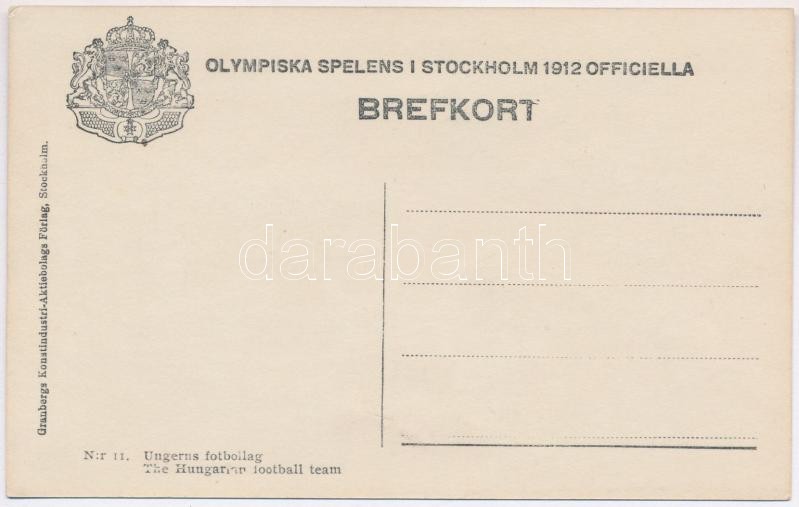 OLYMPISKA SPELENS I STOCKHOLM 1912 OFFICIELLA
BREFKORT
Granbergs Konstindustri-Aktiebolags Förlag, Stockholm.
darabanth
N:r 11. Ungerns fotbollag
The Hungarian football team